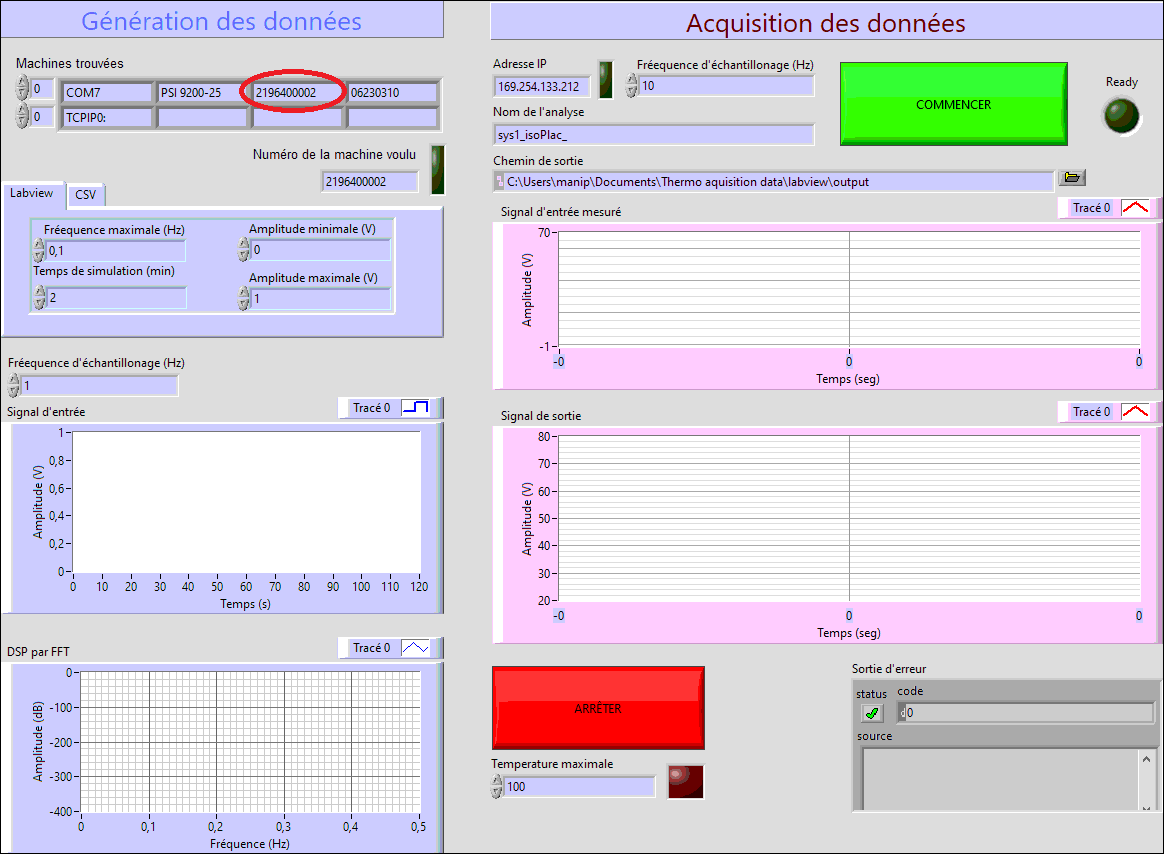 Génération des données
Machines trouvées
0
COM7 PSI 9200-25 2196400002 06230310
0
TCPIP0:
Numéro de la machine voulu
2196400002
Labview CSV
Fréequence maximale (Hz)
0,1
Amplitude minimale (V)
0
Temps de simulation (min)
2
Amplitude maximale (V)
1
Fréequence d'échantillonage (Hz)
1
Signal d'entrée
Tracé 0
Amplitude (V)
1
0,8
0,6
0,4
0,2
0
0 10 20 30 40 50 60 70 80 90 100 110 120
Temps (s)
DSP par FFT
Tracé 0
Amplitude (dB)
0
-100
-200
-300
-400
0 0,1 0,2 0,3 0,4 0,5
Fréquence (Hz)
Acquisition des données
Adresse IP
169.254.133.212
Fréequence d'échantillonage (Hz)
10
COMMENCER
Ready
Nom de l'analyse
sys1_isoPlac_
Chemin de sortie
C:\Users\manip\Documents\Thermo aquisition data\labview\output
Signal d'entrée mesuré
Tracé 0
Amplitude (V)
70
-1
-0 0 0
Temps (seg)
Signal de sortie
Tracé 0
Amplitude (V)
80
70
60
50
40
30
20
-0 0 0
Temps (seg)
ARRÊTER
Temperature maximale
100
Sortie d'erreur
status code
d0
source